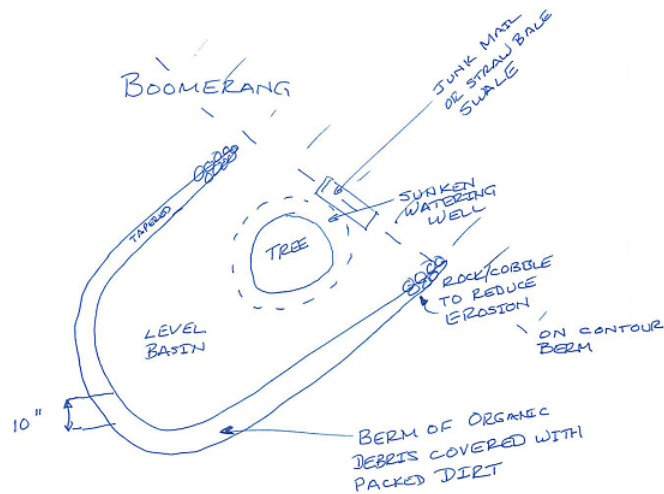 BOOMERANG
JUNK MAIL
OR STRAW BALE
SWALE
SUNKEN
WATERING
WELL
TAPERED
TREE
ROCK/COBBLE
TO REDUCE
EROSION
LEVEL
BASIN
ON CONTOUR
BERM
10"
BERM OF ORGANIC
DEBRIS COVERED WITH
PACKED DIRT